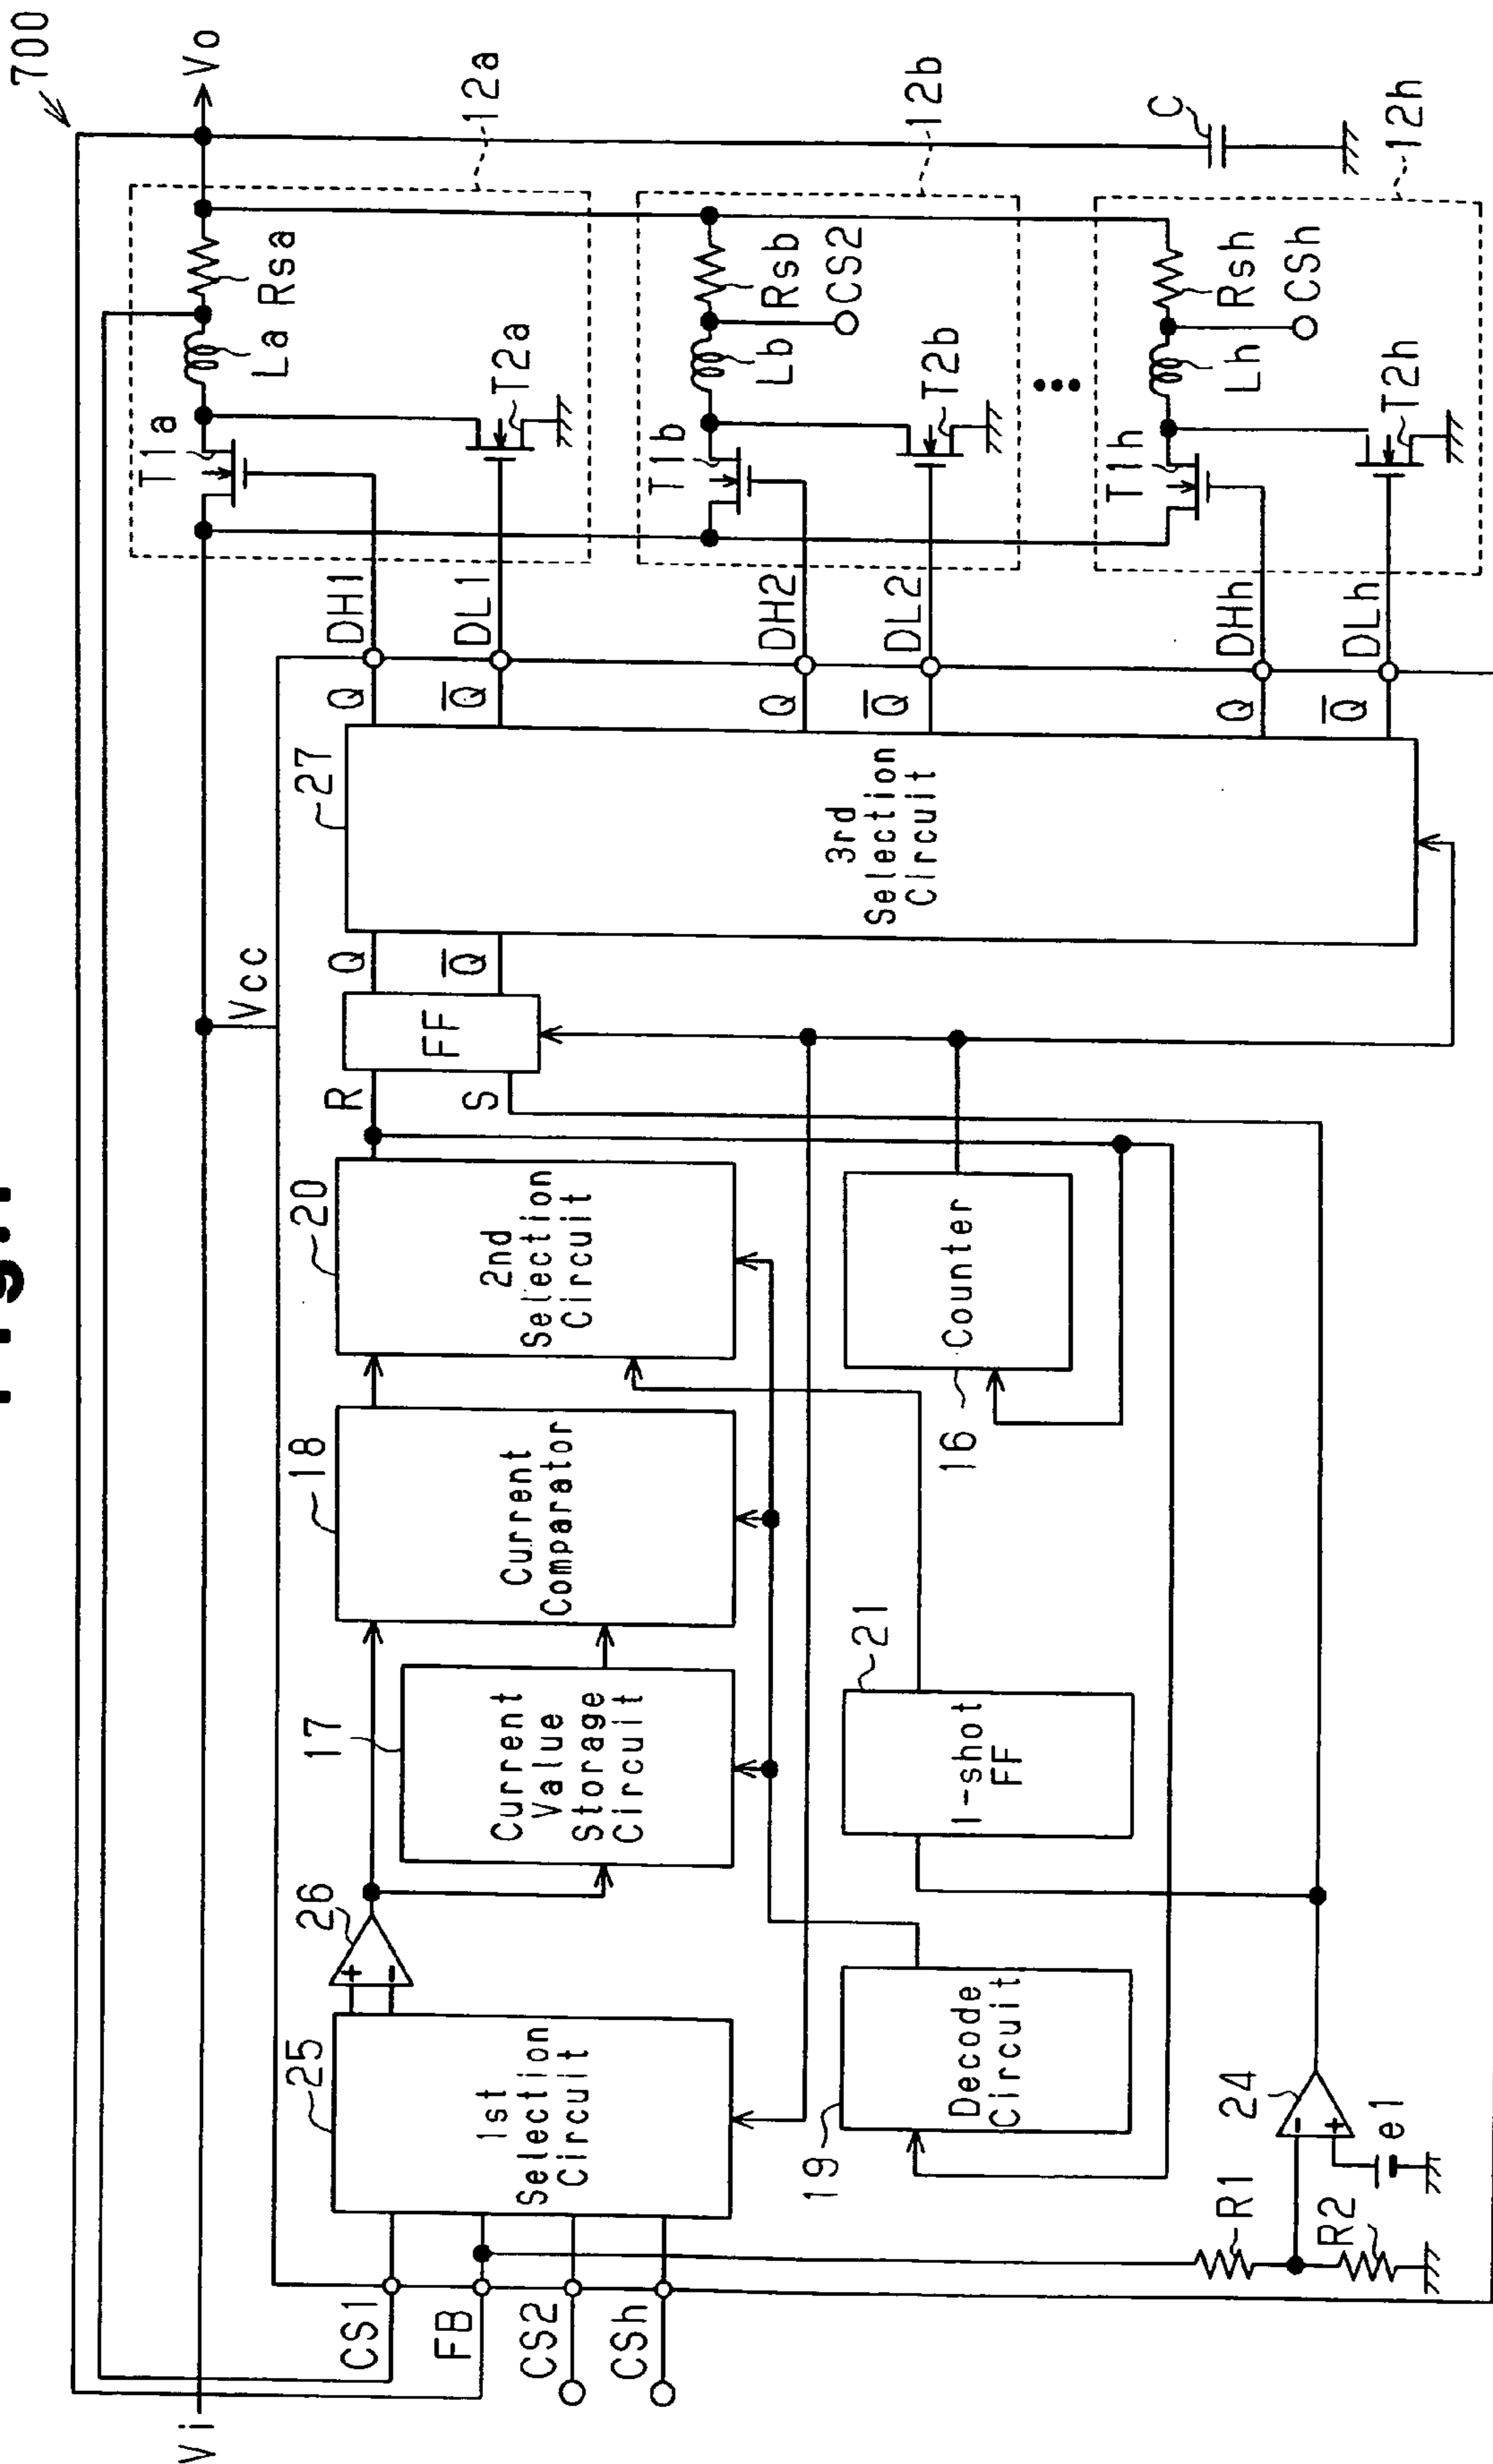 700
Vi
Vo
Vcc
12a
T1a
La
Rsa
T2a
12b
T1b
Lb
Rsb
CS2
T2b
C
12h
T1h
Lh
Rsh
CSh
T2h
CS1
FB
CS2
CSh
25
1st
Selection
Circuit
26
+
−
17
Current
Value
Storage
Circuit
18
Current
Comparator
20
2nd
Selection
Circuit
R
S
FF
Q
Q̅
27
3rd
Selection
Circuit
Q
DH1
Q̅
DL1
Q
DH2
Q̅
DL2
Q
DHh
Q̅
DLh
19
Decode
Circuit
21
1-shot
FF
16
Counter
R1
R2
24
−
+
e1